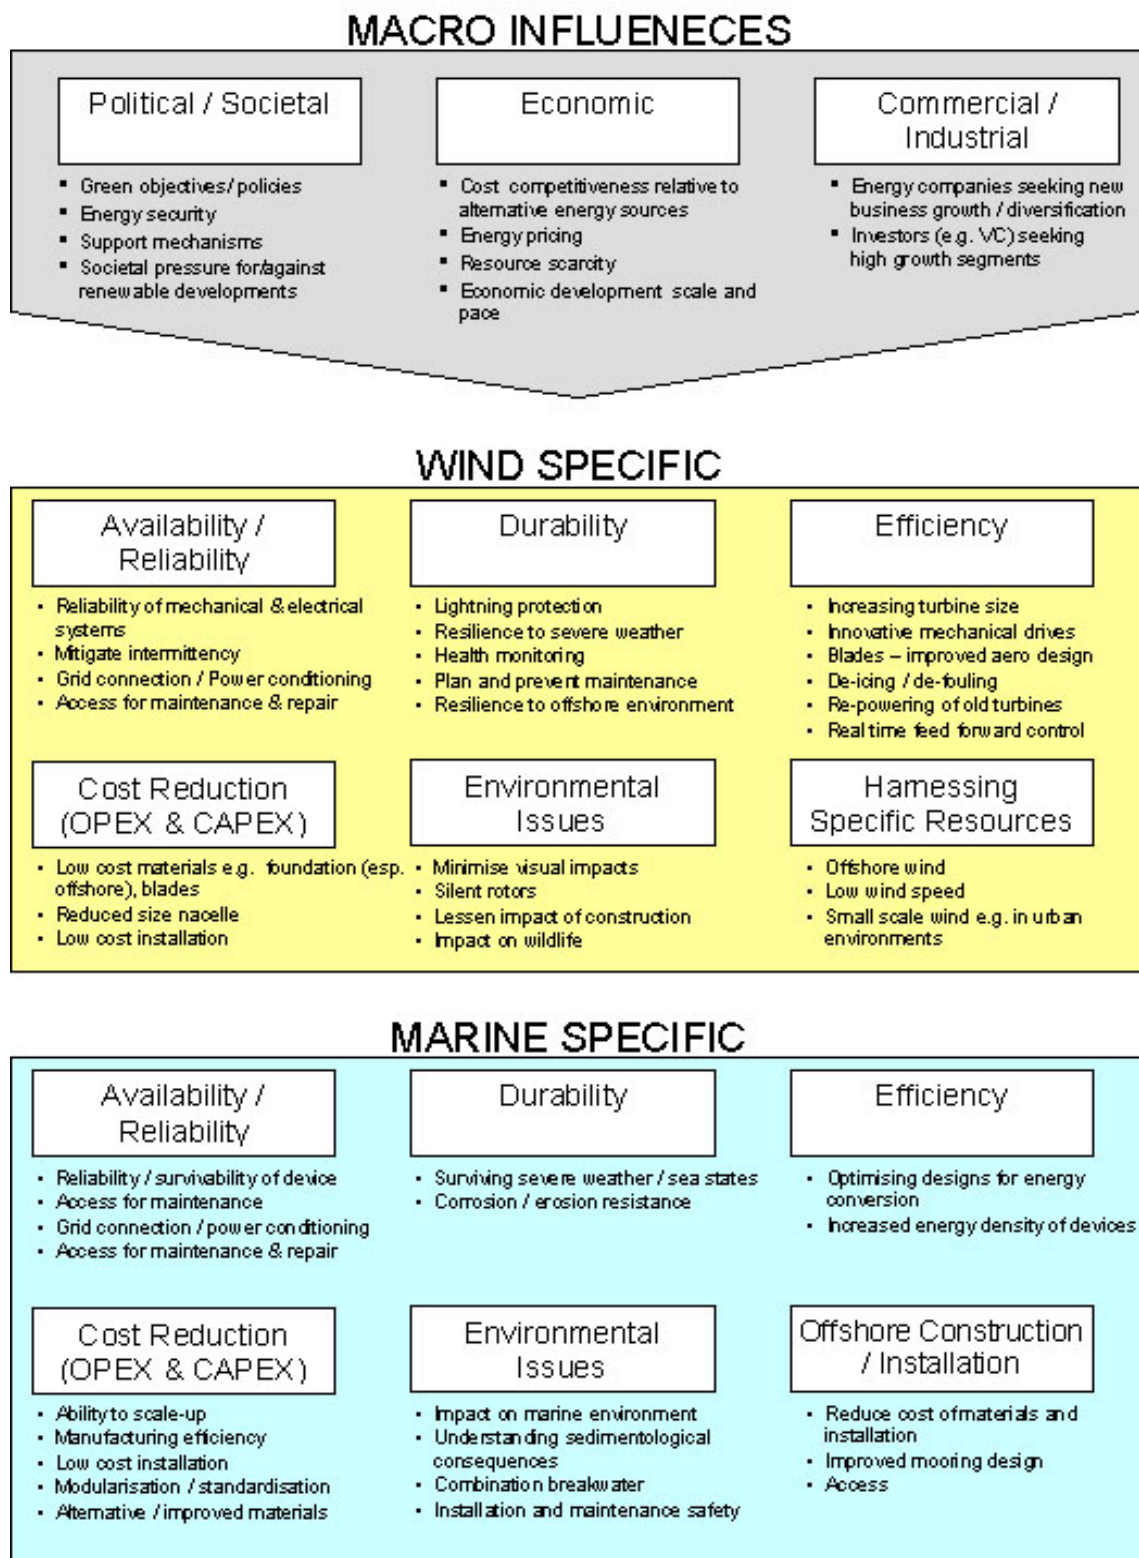 MACRO INFLUENECES
Political / Societal
▪ Green objectives/ policies
▪ Energy security
▪ Support mechanisms
▪ Societal pressure for/against
renewable developments
Economic
▪ Cost competitiveness relative to
alternative energy sources
▪ Energy pricing
▪ Resource scarcity
▪ Economic development scale and
pace
Commercial /
Industrial
▪ Energy companies seeking new
business growth / diversification
▪ Investors (e.g. VC) seeking
high growth segments
WIND SPECIFIC
Availability /
Reliability
• Reliability of mechanical & electrical
systems
• Mitigate intermittency
• Grid connection / Power conditioning
• Access for maintenance & repair
Durability
• Lightning protection
• Resilience to severe weather
• Health monitoring
• Plan and prevent maintenance
• Resilience to offshore environment
Efficiency
• Increasing turbine size
• Innovative mechanical drives
• Blades – improved aero design
• De-icing / de-fouling
• Re-powering of old turbines
• Real time feed forward control
Cost Reduction
(OPEX & CAPEX)
• Low cost materials e.g. foundation (esp.
offshore), blades
• Reduced size nacelle
• Low cost installation
Environmental
Issues
• Minimise visual impacts
• Silent rotors
• Lessen impact of construction
• Impact on wildlife
Harnessing
Specific Resources
• Offshore wind
• Low wind speed
• Small scale wind e.g. in urban
environments
MARINE SPECIFIC
Availability /
Reliability
• Reliability / survivability of device
• Access for maintenance
• Grid connection / power conditioning
• Access for maintenance & repair
Durability
• Surviving severe weather / sea states
• Corrosion / erosion resistance
Efficiency
• Optimising designs for energy
conversion
• Increased energy density of devices
Cost Reduction
(OPEX & CAPEX)
• Ability to scale-up
• Manufacturing efficiency
• Low cost installation
• Modularisation / standardisation
• Alternative / improved materials
Environmental
Issues
• Impact on marine environment
• Understanding sedimentological
consequences
• Combination breakwater
• Installation and maintenance safety
Offshore Construction
/ Installation
• Reduce cost of materials and
installation
• Improved mooring design
• Access